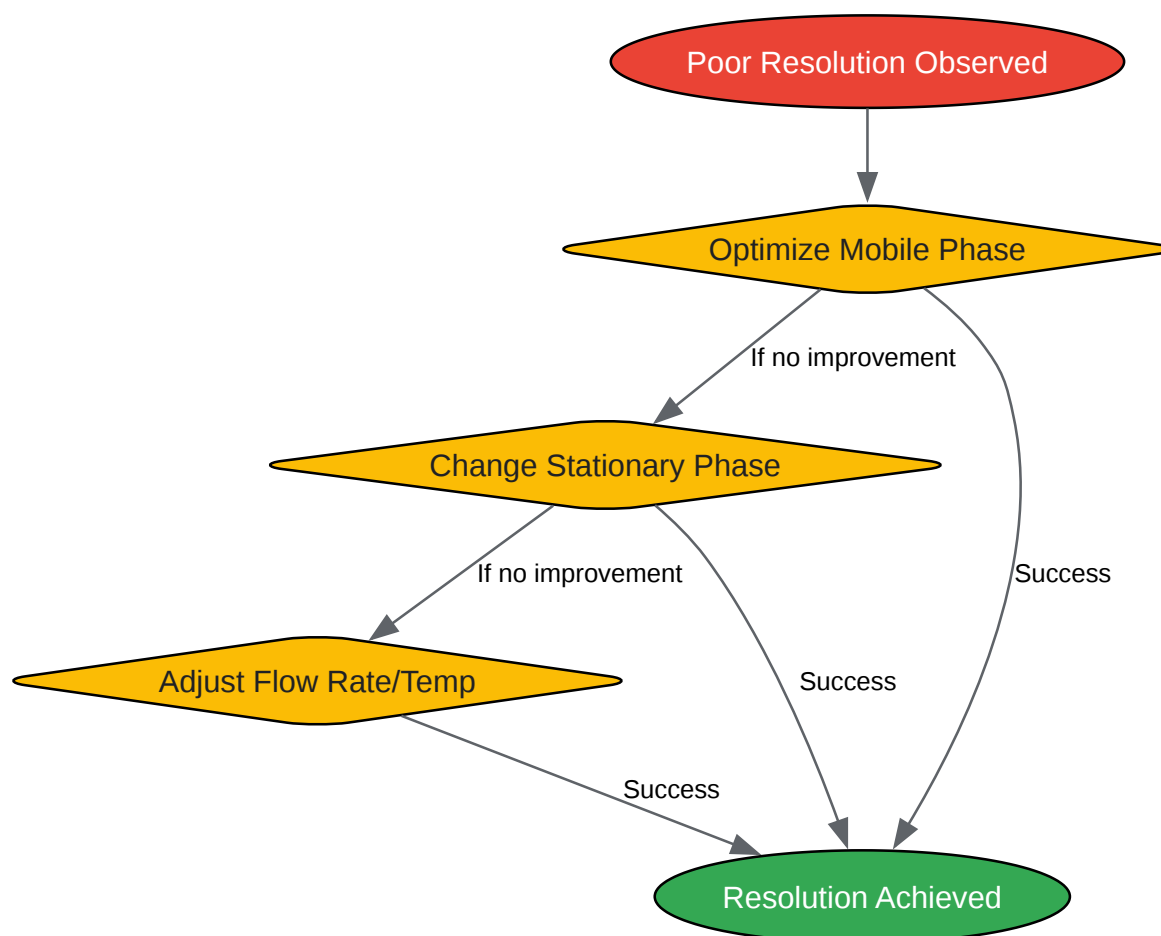 Poor Resolution Observed
Optimize Mobile Phase
If no improvement
Change Stationary Phase
If no improvement
Success
Adjust Flow Rate/Temp
Success
Success
Resolution Achieved